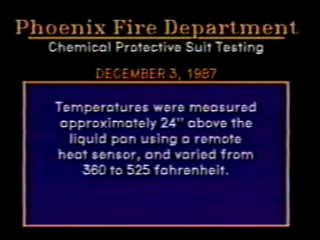 Phoenix Fire Department
Chemical Protective Suit Testing
DECEMBER 3, 1987
Temperatures were measured
approximately 24" above the
liquid pan using a remote
heat sensor, and varied from
360 to 525 fahrenheit.